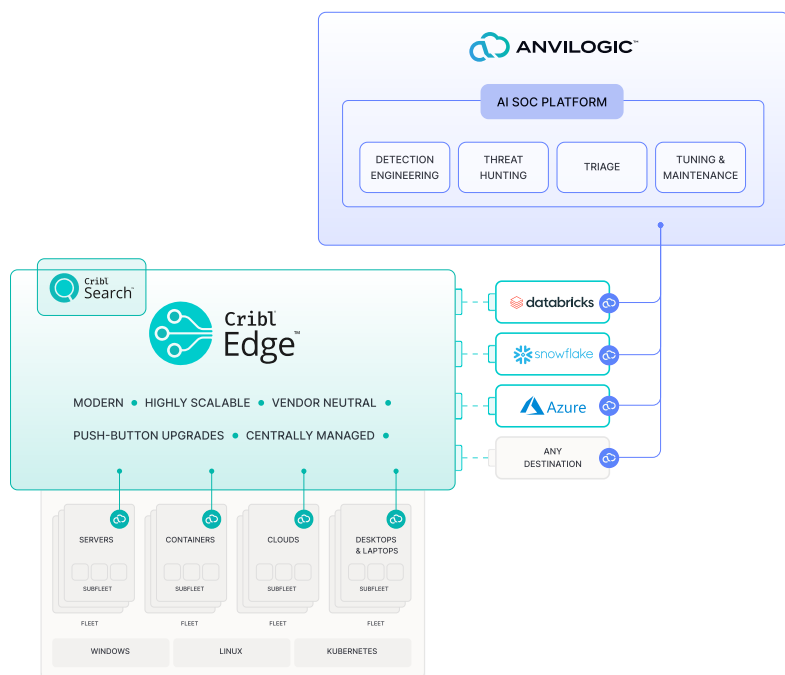 ANVILOGIC™
AI SOC PLATFORM
DETECTION
ENGINEERING
THREAT
HUNTING
TRIAGE
TUNING &
MAINTENANCE
Cribl
Search™
Cribl
Edge™
MODERN • HIGHLY SCALABLE • VENDOR NEUTRAL •
PUSH-BUTTON UPGRADES • CENTRALLY MANAGED •
databricks
snowflake
Azure
ANY
DESTINATION
SERVERS
SUBFLEET
FLEET
CONTAINERS
SUBFLEET
FLEET
CLOUDS
SUBFLEET
FLEET
DESKTOPS
& LAPTOPS
SUBFLEET
FLEET
WINDOWS
LINUX
KUBERNETES